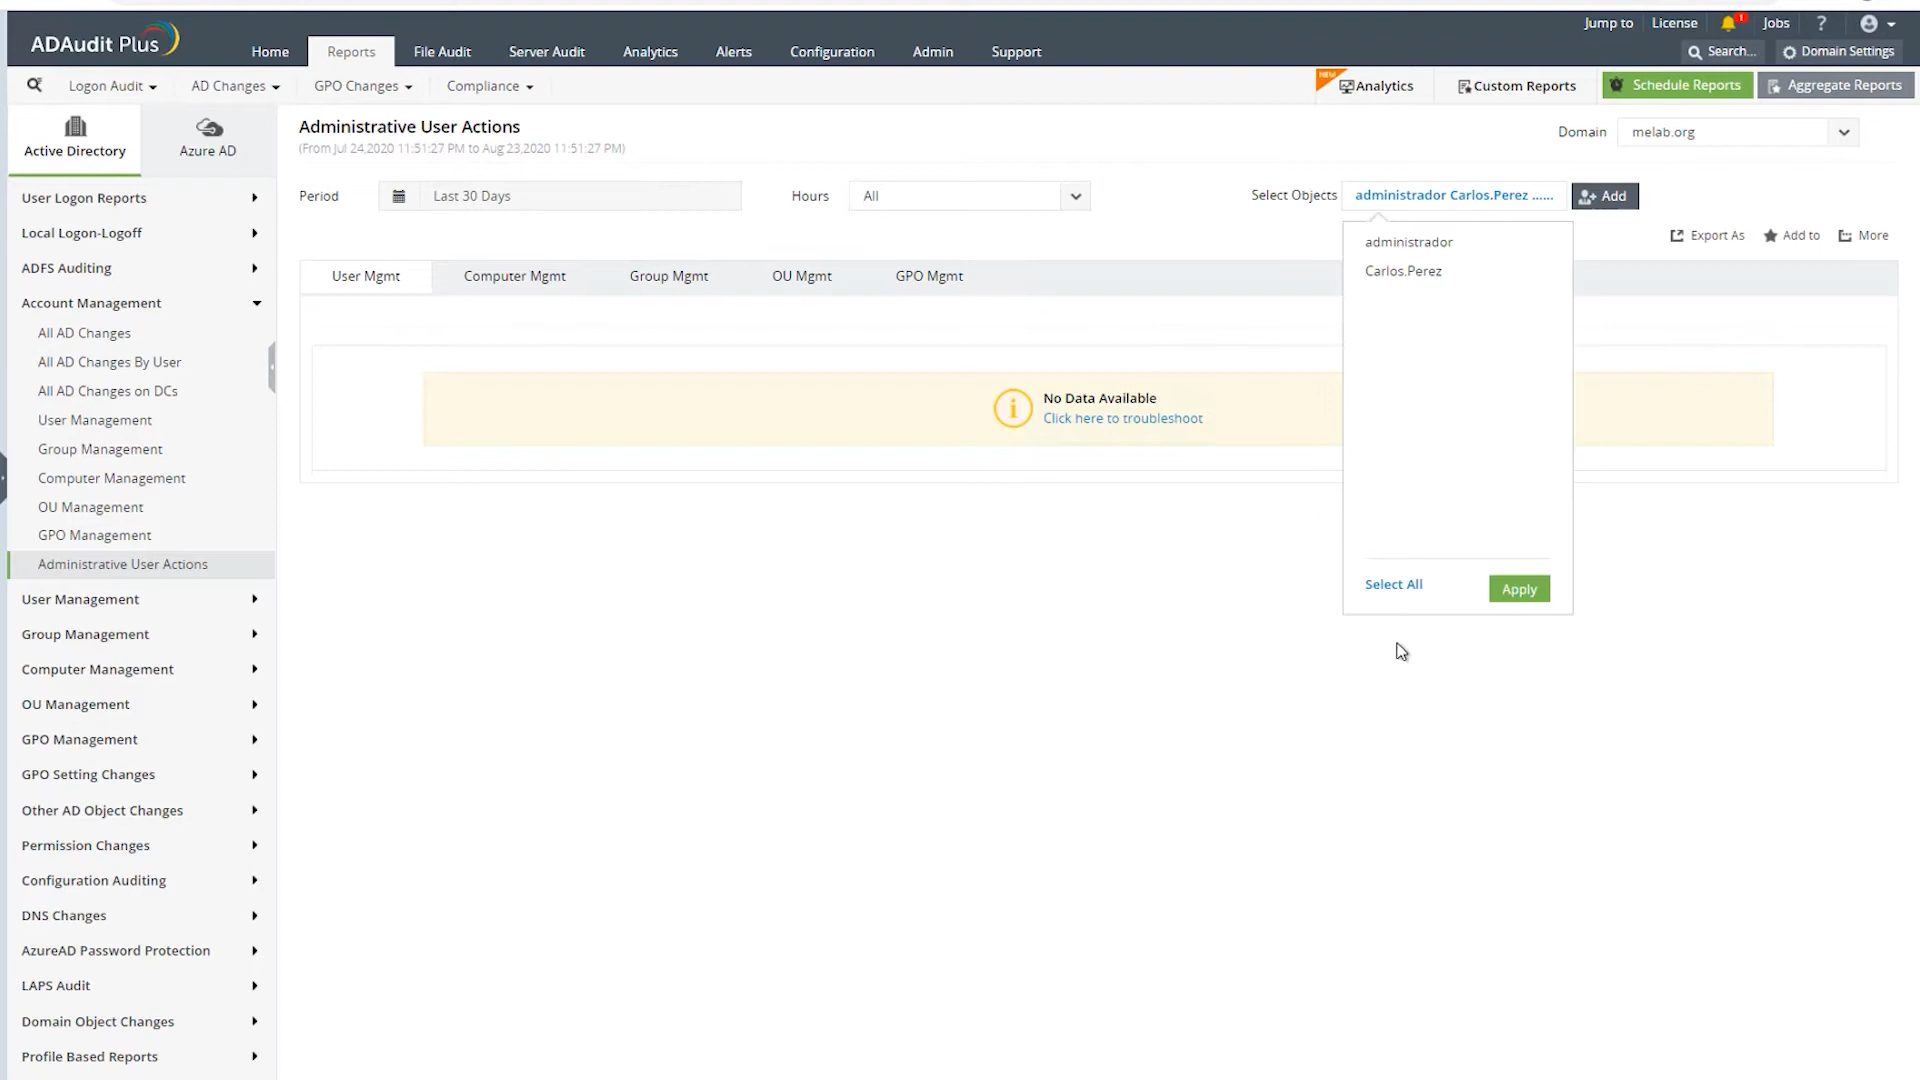 ADAudit Plus
Home
Reports
File Audit
Server Audit
Analytics
Alerts
Configuration
Admin
Support
Jump to
License
1
Jobs
?
Search...
Domain Settings
Logon Audit
AD Changes
GPO Changes
Compliance
NEW
Analytics
Custom Reports
Schedule Reports
Aggregate Reports
Active Directory
Azure AD
User Logon Reports
Local Logon-Logoff
ADFS Auditing
Account Management
All AD Changes
All AD Changes By User
All AD Changes on DCs
User Management
Group Management
Computer Management
OU Management
GPO Management
Administrative User Actions
User Management
Group Management
Computer Management
OU Management
GPO Management
GPO Setting Changes
Other AD Object Changes
Permission Changes
Configuration Auditing
DNS Changes
AzureAD Password Protection
LAPS Audit
Domain Object Changes
Profile Based Reports
Administrative User Actions
(From Jul 24,2020 11:51:27 PM to Aug 23,2020 11:51:27 PM)
Domain
melab.org
Period
Last 30 Days
Hours
All
Select Objects
administrador Carlos.Perez ......
Add
Export As
Add to
More
User Mgmt
Computer Mgmt
Group Mgmt
OU Mgmt
GPO Mgmt
No Data Available
Click here to troubleshoot
administrador
Carlos.Perez
Select All
Apply